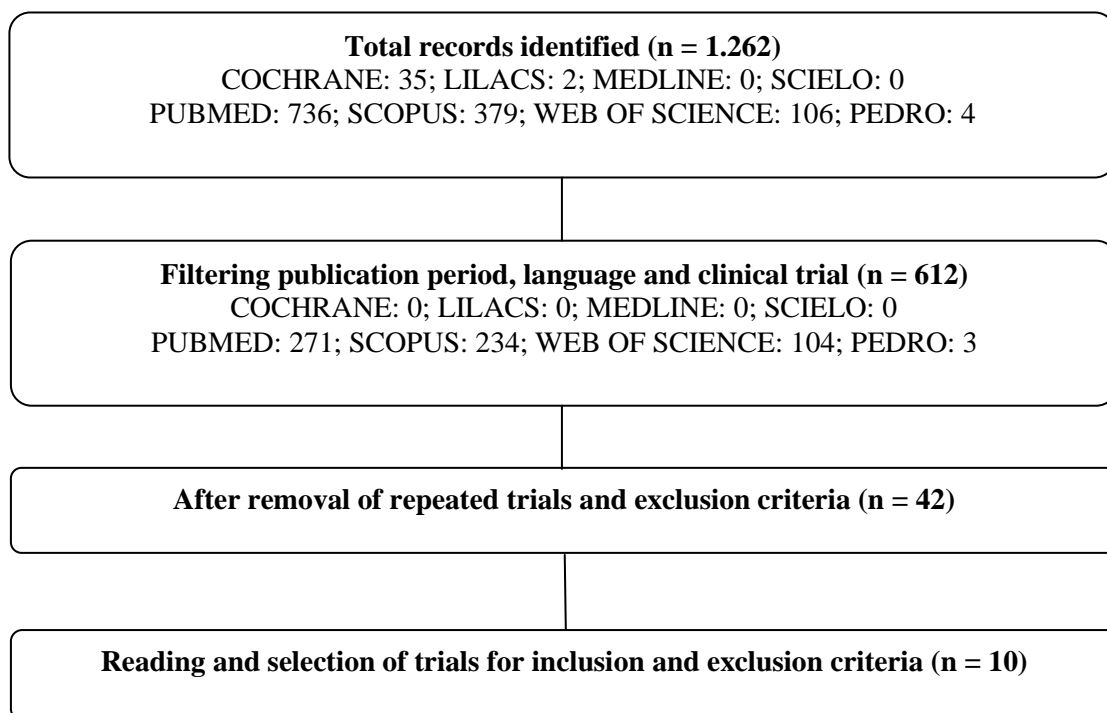 Total records identified (n = 1.262)
COCHRANE: 35; LILACS: 2; MEDLINE: 0; SCIELO: 0
PUBMED: 736; SCOPUS: 379; WEB OF SCIENCE: 106; PEDRO: 4
Filtering publication period, language and clinical trial (n = 612)
COCHRANE: 0; LILACS: 0; MEDLINE: 0; SCIELO: 0
PUBMED: 271; SCOPUS: 234; WEB OF SCIENCE: 104; PEDRO: 3
After removal of repeated trials and exclusion criteria (n = 42)
Reading and selection of trials for inclusion and exclusion criteria (n = 10)